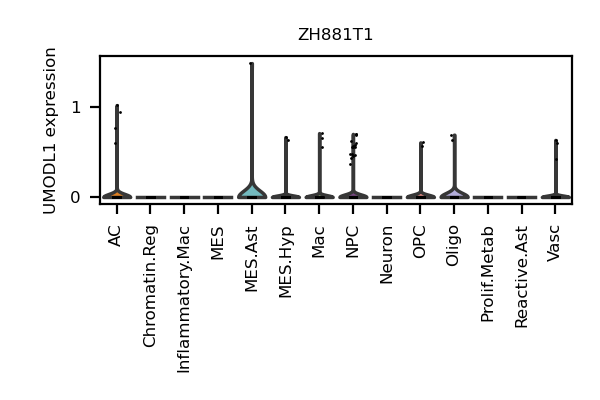 ZH881T1
UMODL1 expression
1
0
AC
Chromatin.Reg
Inflammatory.Mac
MES
MES.Ast
MES.Hyp
Mac
NPC
Neuron
OPC
Oligo
Prolif.Metab
Reactive.Ast
Vasc